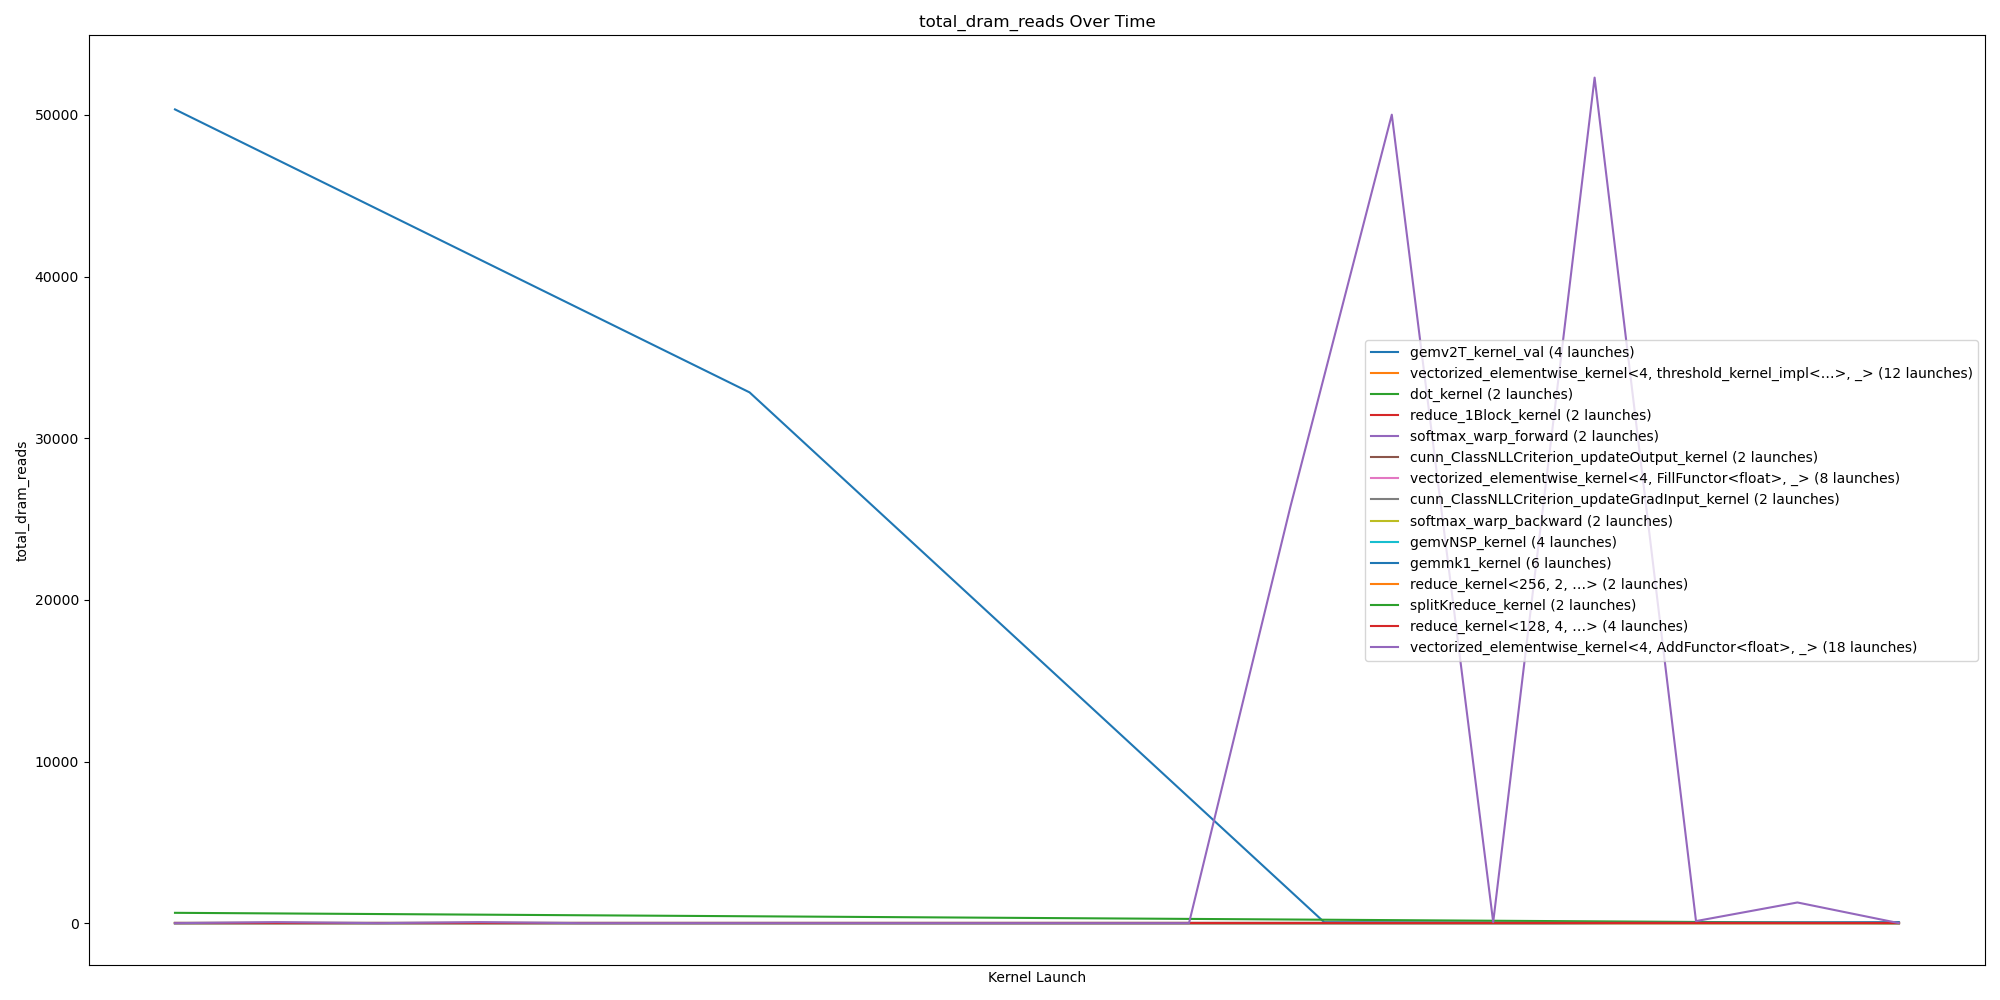 total_dram_reads Over Time
50000
40000
30000
20000
10000
0
total_dram_reads
Kernel Launch
gemv2T_kernel_val (4 launches)
vectorized_elementwise_kernel<4, threshold_kernel_impl<...>, _> (12 launches)
dot_kernel (2 launches)
reduce_1Block_kernel (2 launches)
softmax_warp_forward (2 launches)
cunn_ClassNLLCriterion_updateOutput_kernel (2 launches)
vectorized_elementwise_kernel<4, FillFunctor<float>, _> (8 launches)
cunn_ClassNLLCriterion_updateGradInput_kernel (2 launches)
softmax_warp_backward (2 launches)
gemvNSP_kernel (4 launches)
gemmk1_kernel (6 launches)
reduce_kernel<256, 2, ...> (2 launches)
splitKreduce_kernel (2 launches)
reduce_kernel<128, 4, ...> (4 launches)
vectorized_elementwise_kernel<4, AddFunctor<float>, _> (18 launches)